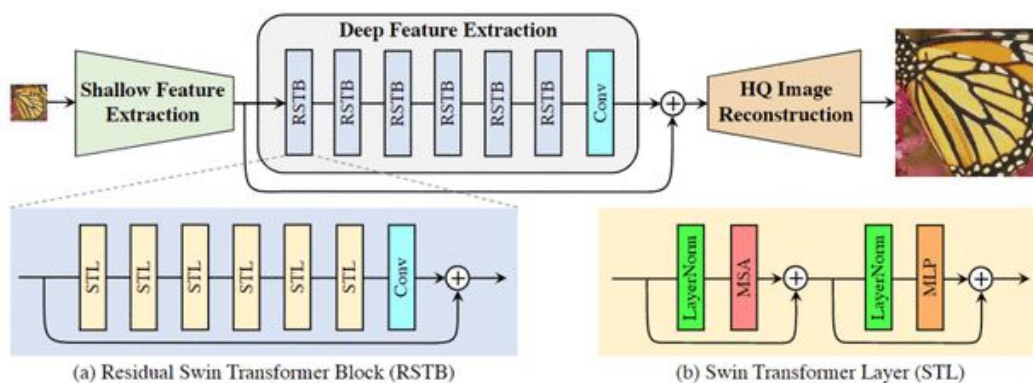 Deep Feature Extraction
Shallow Feature
Extraction
RSTB
RSTB
RSTB
RSTB
RSTB
RSTB
Conv
+
HQ Image
Reconstruction
STL
STL
STL
STL
STL
STL
Conv
+
LayerNorm
MSA
+
LayerNorm
MLP
+
(a) Residual Swin Transformer Block (RSTB)
(b) Swin Transformer Layer (STL)